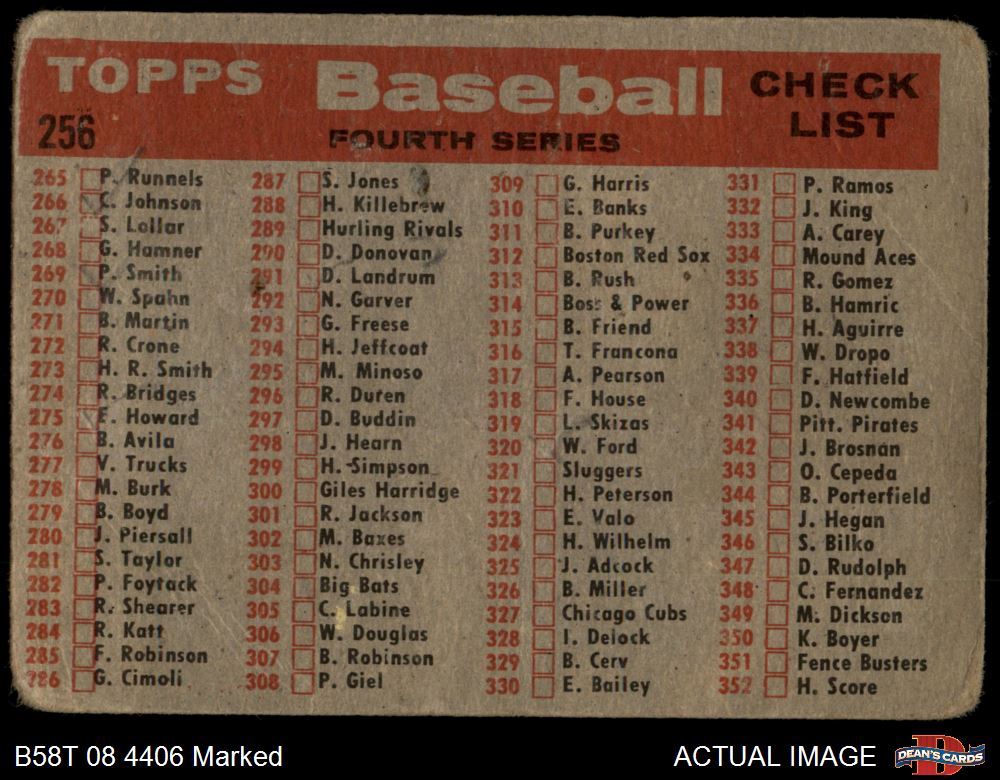 TOPPS Baseball CHECK LIST
256 FOURTH SERIES
265 P. Runnels
266 C. Johnson
267 S. Lollar
268 G. Hamner
269 P. Smith
270 W. Spahn
271 B. Martin
272 R. Crone
273 H. R. Smith
274 R. Bridges
275 E. Howard
276 B. Avila
277 V. Trucks
278 M. Burk
279 B. Boyd
280 J. Piersall
281 S. Taylor
282 P. Foytack
283 R. Shearer
284 R. Katt
285 F. Robinson
286 G. Cimoli
287 S. Jones
288 H. Killebrew
289 Hurling Rivals
290 D. Donovan
291 D. Landrum
292 N. Garver
293 G. Freese
294 H. Jeffcoat
295 M. Minoso
296 R. Duren
297 D. Buddin
298 J. Hearn
299 H. Simpson
300 Giles Harridge
301 R. Jackson
302 M. Baxes
303 N. Chrisley
304 Big Bats
305 C. Labine
306 W. Douglas
307 B. Robinson
308 P. Giel
309 G. Harris
310 E. Banks
311 B. Purkey
312 Boston Red Sox
313 B. Rush
314 Boss & Power
315 B. Friend
316 T. Francona
317 A. Pearson
318 F. House
319 L. Skizas
320 W. Ford
321 Sluggers
322 H. Peterson
323 E. Valo
324 H. Wilhelm
325 J. Adcock
326 B. Miller
327 Chicago Cubs
328 I. Delock
329 B. Cerv
330 E. Bailey
331 P. Ramos
332 J. King
333 A. Carey
334 Mound Aces
335 R. Gomez
336 B. Hamric
337 H. Aguirre
338 W. Dropo
339 F. Hatfield
340 D. Newcombe
341 Pitt. Pirates
342 J. Brosnan
343 O. Cepeda
344 B. Porterfield
345 J. Hegan
346 S. Bilko
347 D. Rudolph
348 C. Fernandez
349 M. Dickson
350 K. Boyer
351 Fence Busters
352 H. Score
B58T 08 4406 Marked
ACTUAL IMAGE
DEAN'S CARDS